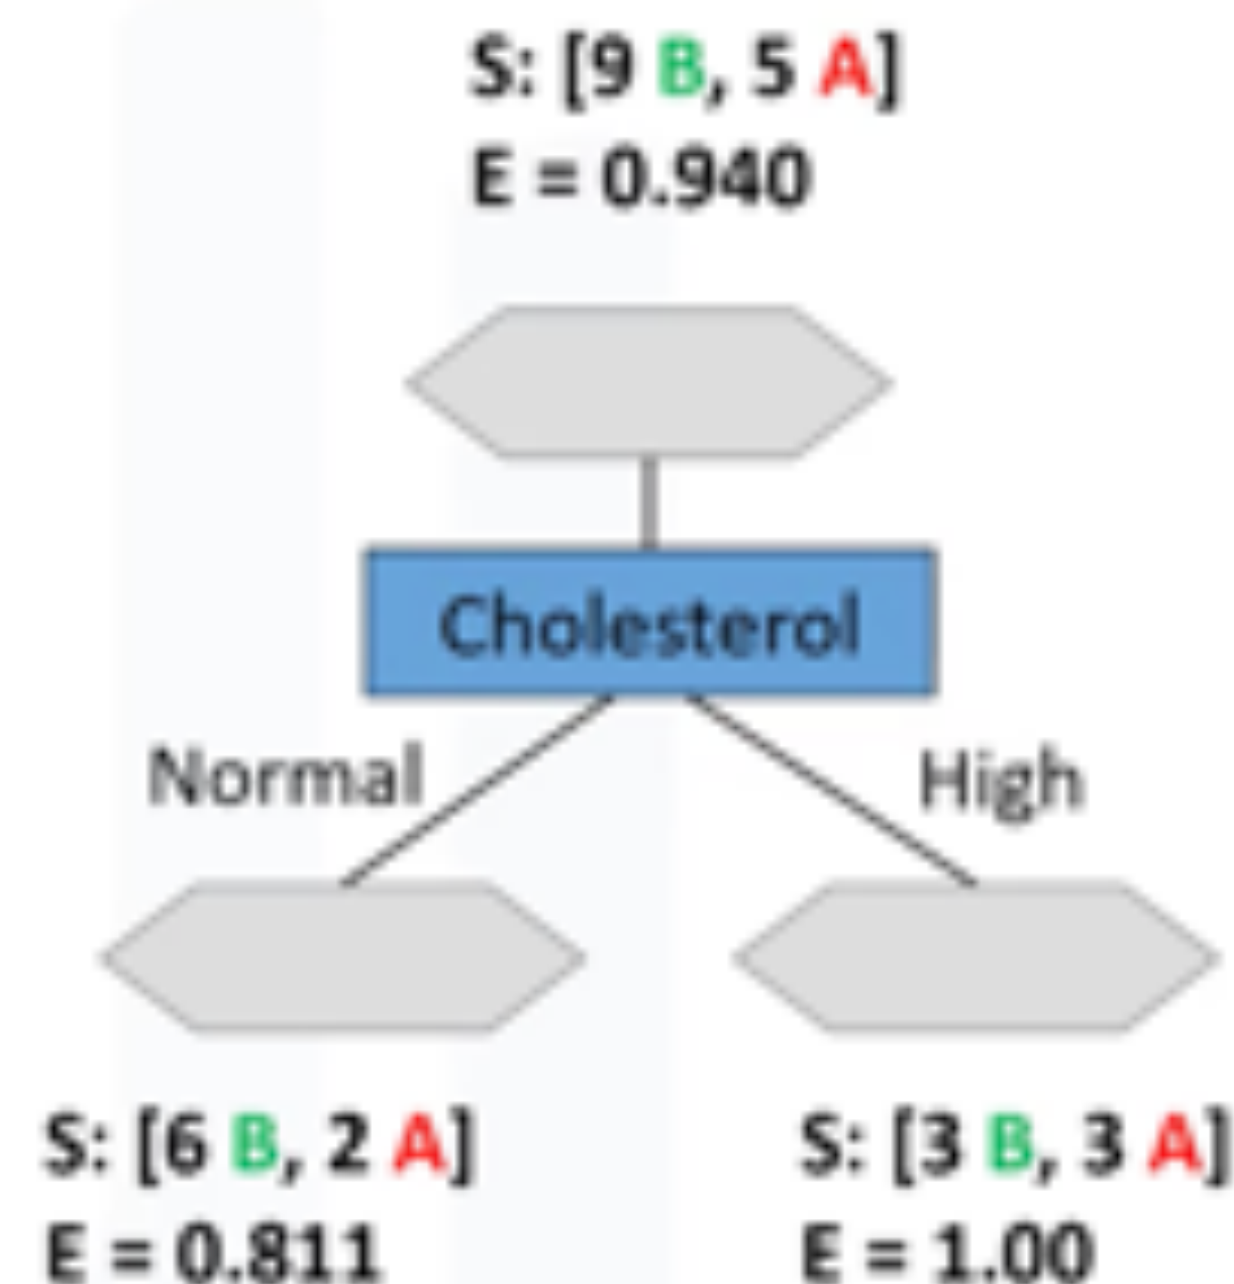 S: [9 B, 5 A]
E = 0.940
Cholesterol
Normal
High
S: [6 B, 2 A]
E = 0.811
S: [3 B, 3 A]
E = 1.00